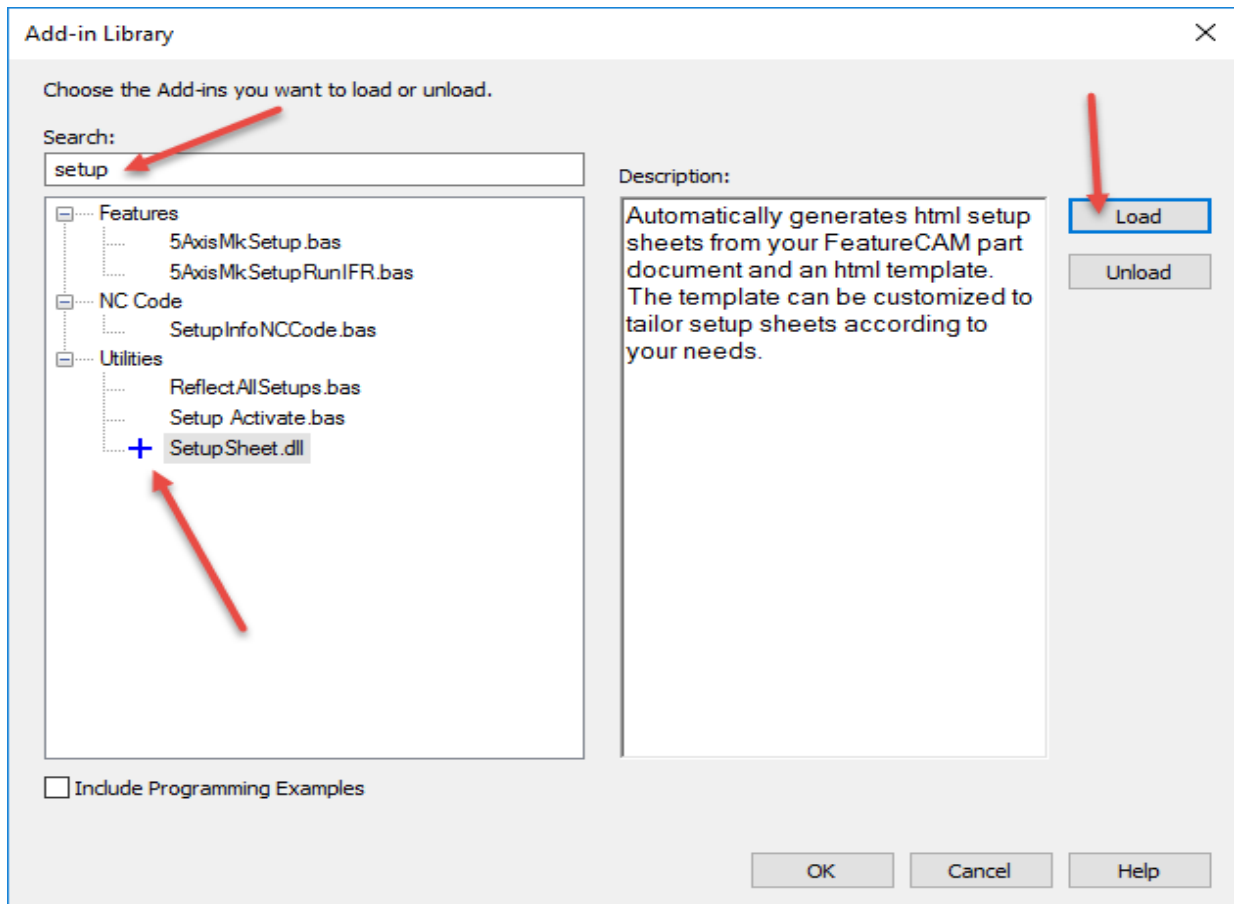 Add-in Library
Choose the Add-ins you want to load or unload.
Search:
setup
Features
5AxisMkSetup.bas
5AxisMkSetupRunIFR.bas
NC Code
SetupInfoNCCode.bas
Utilities
ReflectAllSetups.bas
Setup Activate.bas
SetupSheet.dll
Include Programming Examples
Description:
Automatically generates html setup
sheets from your FeatureCAM part
document and an html template.
The template can be customized to
tailor setup sheets according to
your needs.
Load
Unload
OK
Cancel
Help